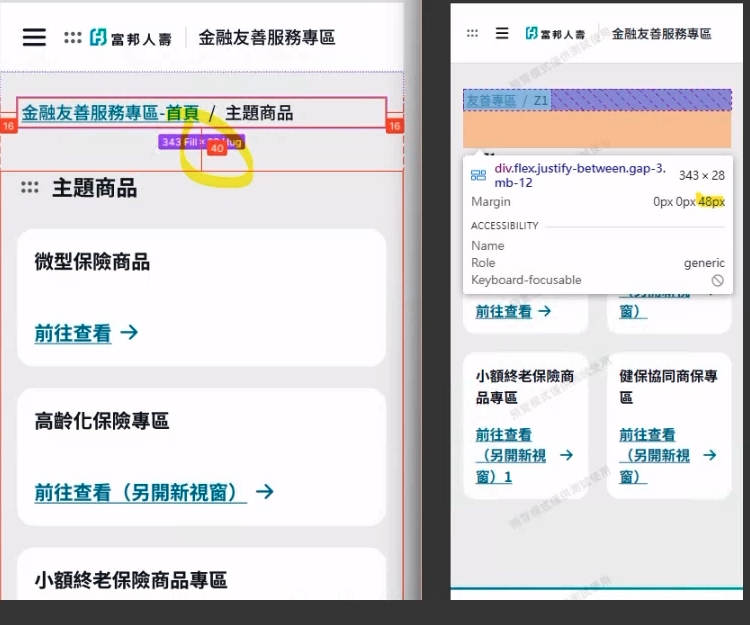 富邦人壽 金融友善服務專區
金融友善服務專區-首頁 / 主題商品
16
16
343 Fill × Hug
40
主題商品
微型保險商品
前往查看 →
高齡化保險專區
前往查看（另開新視窗） →
小額終老保險商品專區
富邦人壽 金融友善服務專區
友善專區 / Z1
div.flex.justify-between.gap-3.
mb-12
343 × 28
Margin
0px 0px 48px
ACCESSIBILITY
Name
Role
generic
Keyboard-focusable
前往查看 →
（另開新視
窗）
小額終老保險商
品專區
前往查看
（另開新視
窗）1
→
健保協同商保專
區
前往查看
（另開新視
窗）
→